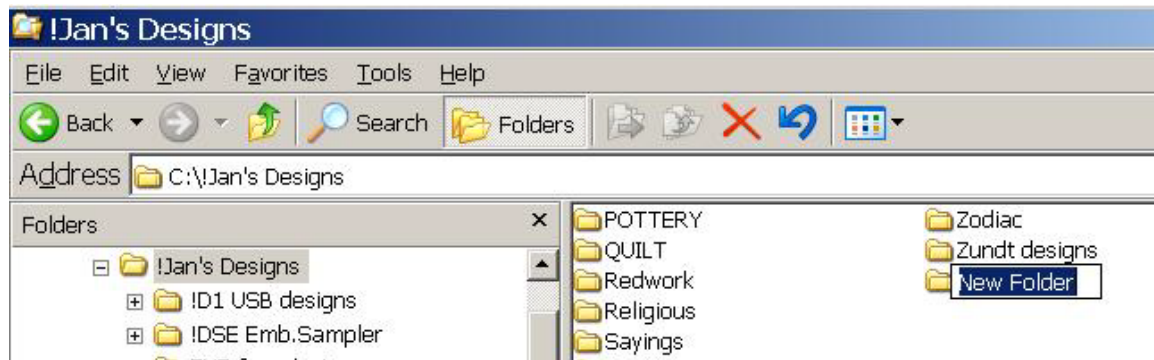 !Jan's Designs
File Edit View Favorites Tools Help
Back Search Folders
Address C:\!Jan's Designs
Folders
!Jan's Designs
!D1 USB designs
!DSE Emb.Sampler
POTTERY
QUILT
Redwork
Religious
Sayings
Zodiac
Zundt designs
New Folder